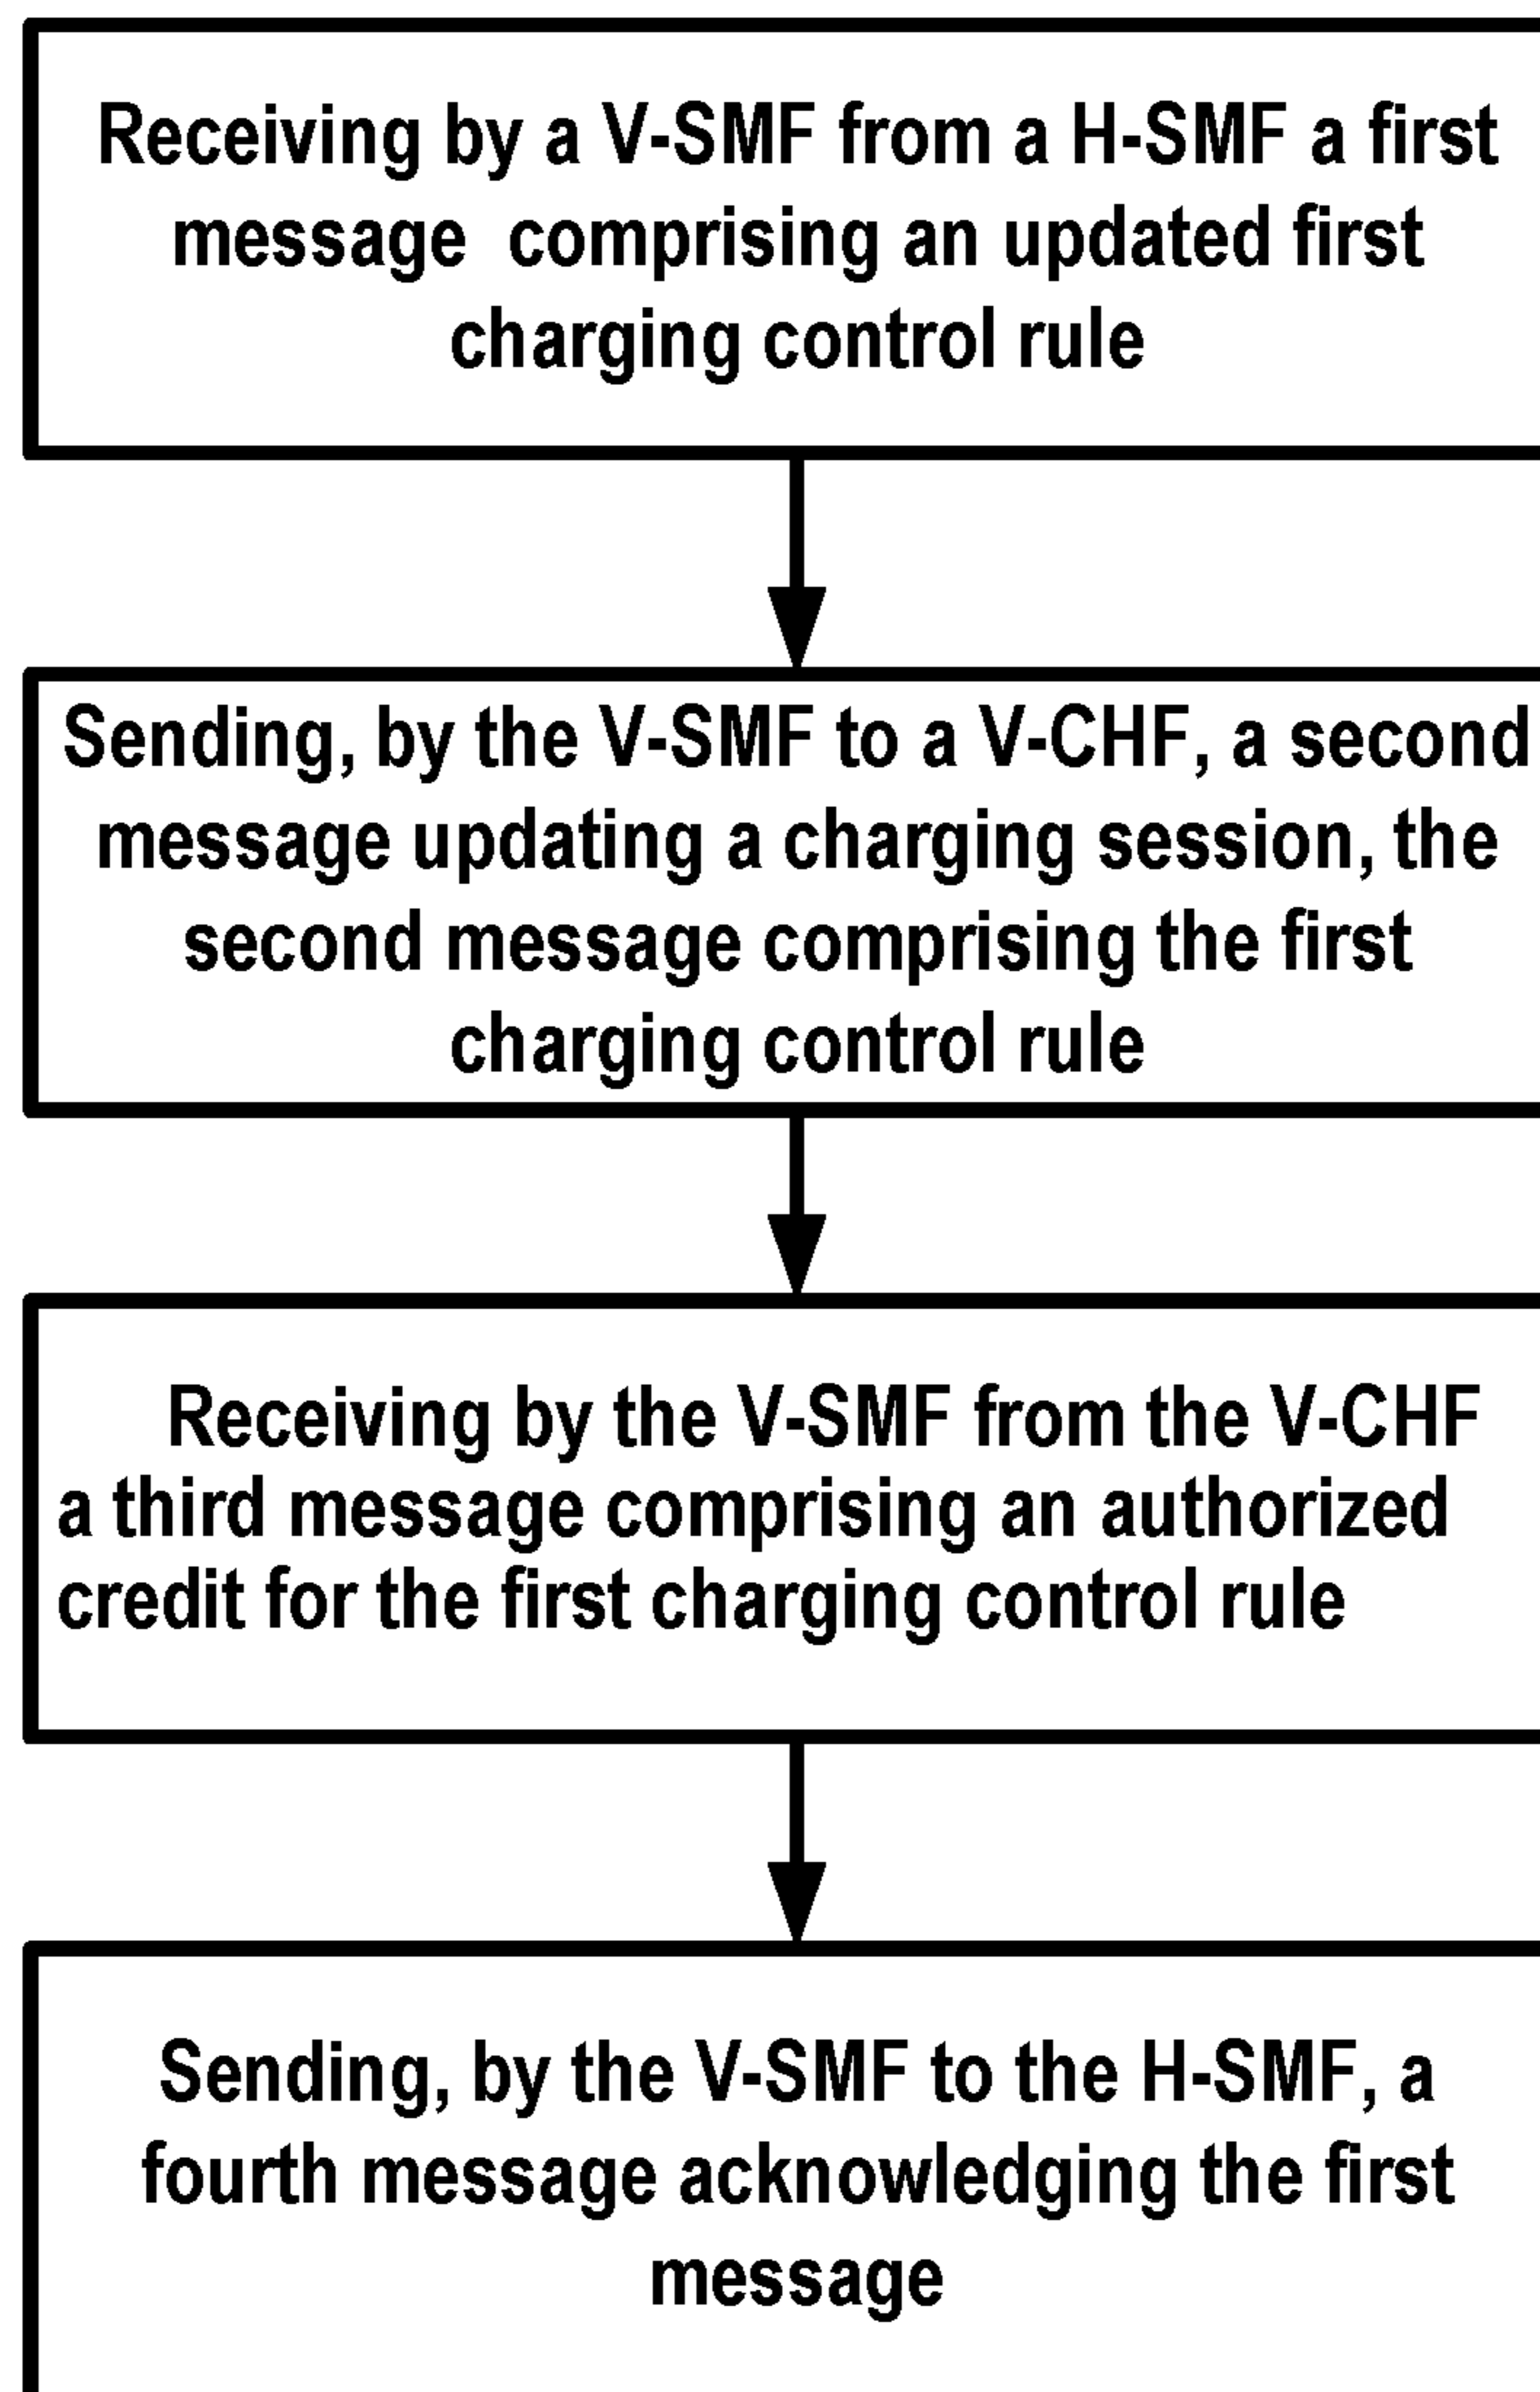 Receiving by a V-SMF from a H-SMF a first
message comprising an updated first
charging control rule
Sending, by the V-SMF to a V-CHF, a second
message updating a charging session, the
second message comprising the first
charging control rule
Receiving by the V-SMF from the V-CHF
a third message comprising an authorized
credit for the first charging control rule
Sending, by the V-SMF to the H-SMF, a
fourth message acknowledging the first
message